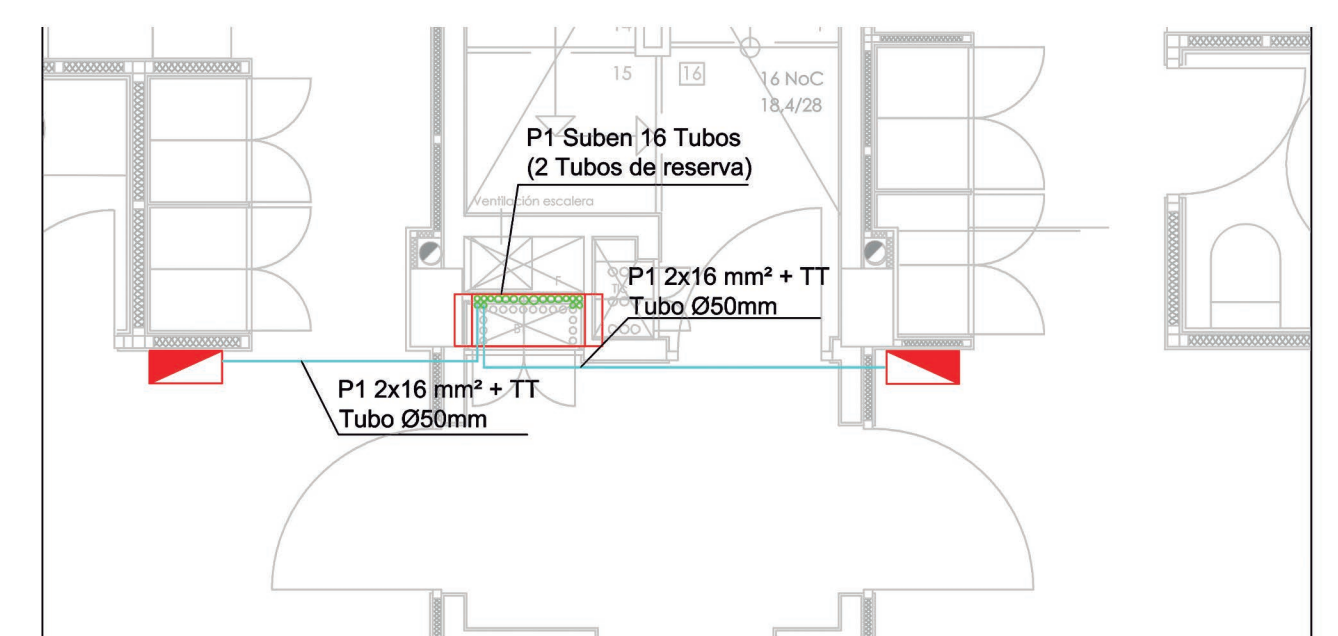 14
15
16
16 NoC
18,4/28
P1 Suben 16 Tubos
(2 Tubos de reserva)
Ventilación escalera
F
P1 2x16 mm² + TT
Tubo Ø50mm
P1 2x16 mm² + TT
Tubo Ø50mm